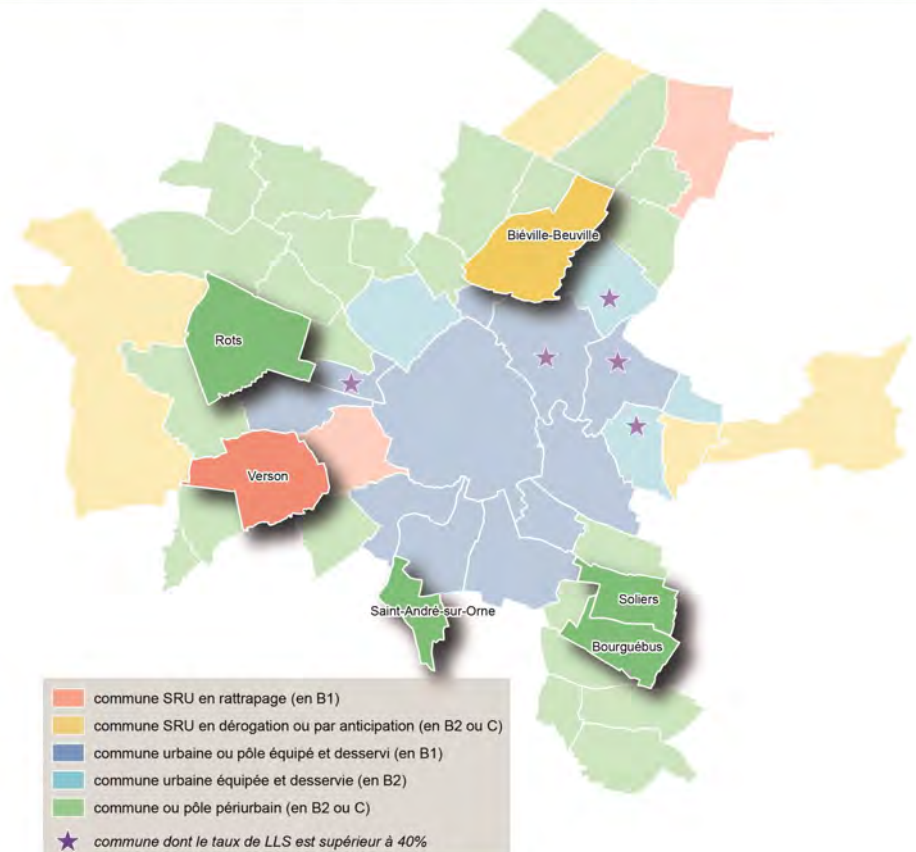 Biéville-Beuville
Rots
Verson
Saint-André-sur-Orne
Soliers
Bourguébus
commune SRU en rattrapage (en B1)
commune SRU en dérogation ou par anticipation (en B2 ou C)
commune urbaine ou pôle équipé et desservi (en B1)
commune urbaine équipée et desservie (en B2)
commune ou pôle périurbain (en B2 ou C)
commune dont le taux de LLS est supérieur à 40%